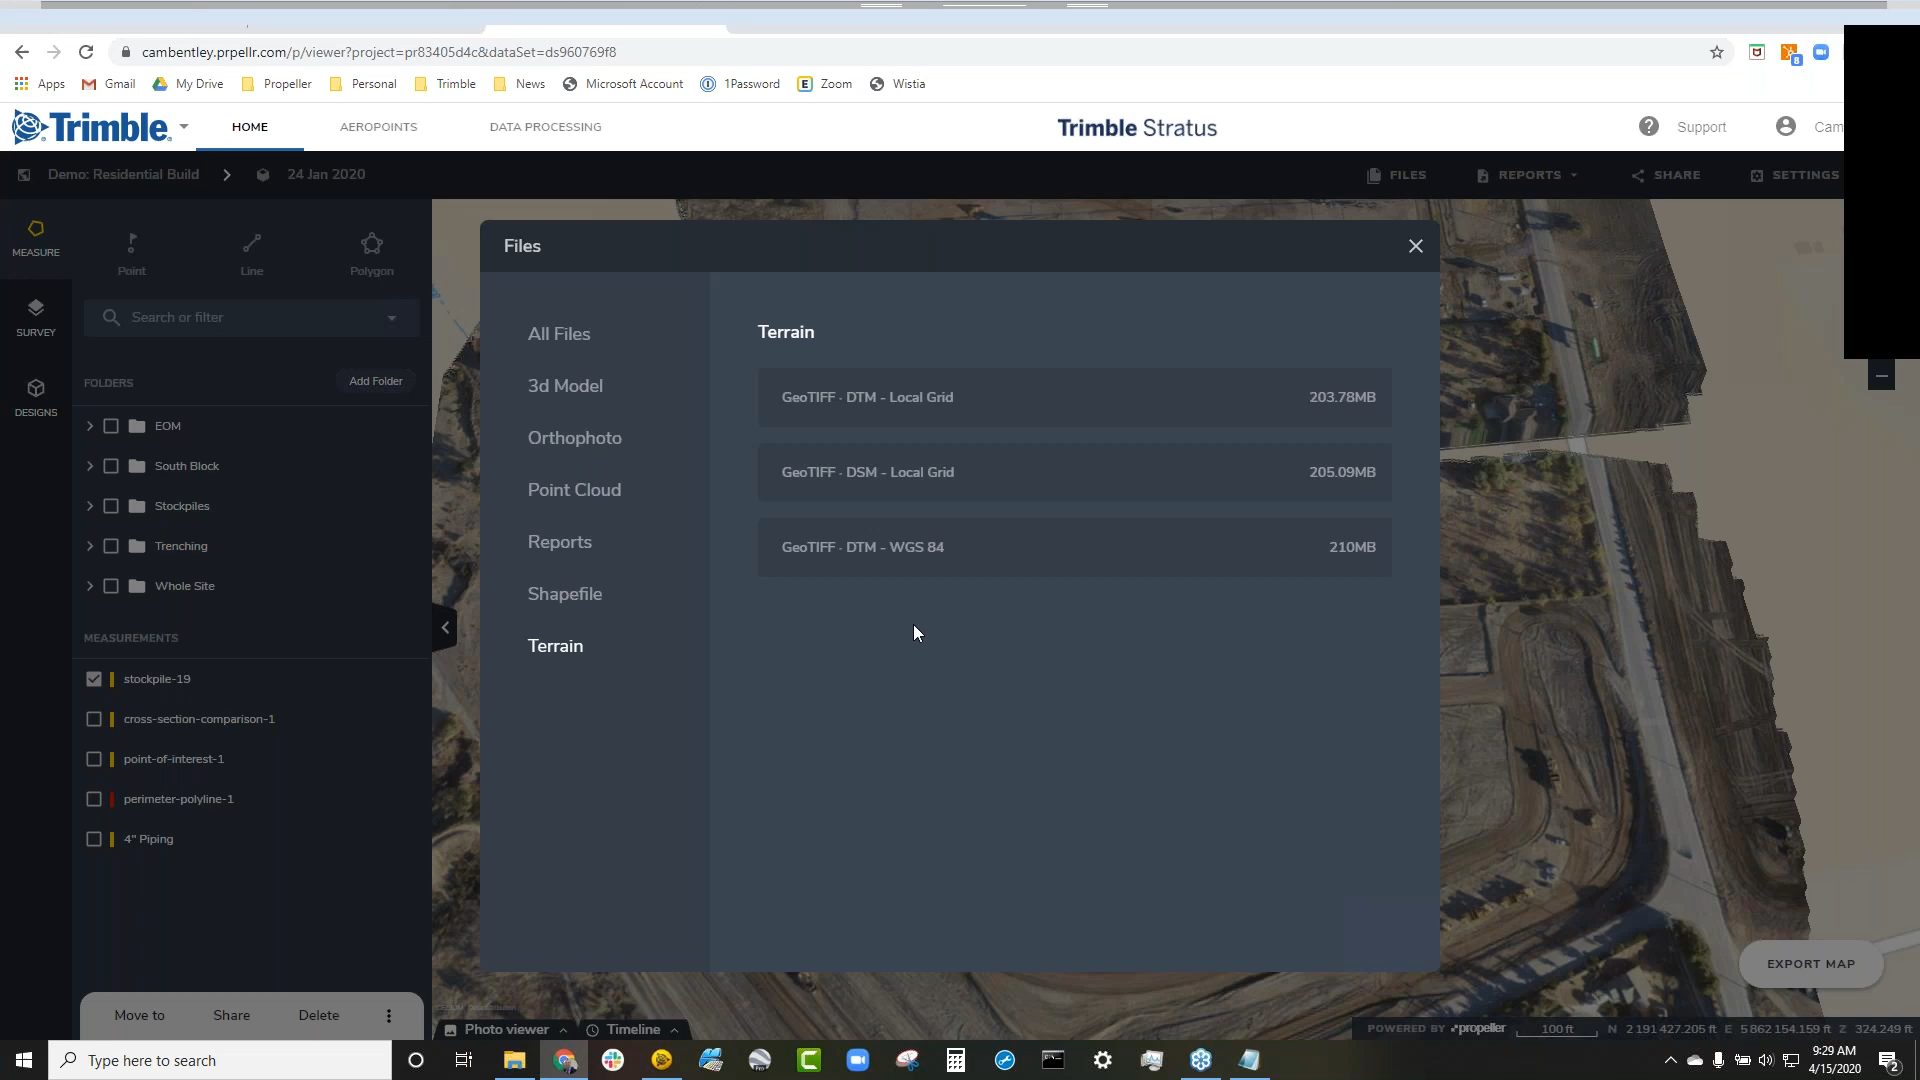 cambentley.prpellr.com/p/viewer?project=pr83405d4c&dataSet=ds960769f8
8
Apps Gmail My Drive Propeller Personal Trimble News Microsoft Account 1Password Zoom Wistia
Trimble HOME AEROPOINTS DATA PROCESSING Trimble Stratus Support Cam
Demo: Residential Build 24 Jan 2020 FILES REPORTS SHARE SETTINGS
MEASURE
SURVEY
DESIGNS
Point Line Polygon
Search or filter
FOLDERS Add Folder
EOM
South Block
Stockpiles
Trenching
Whole Site
MEASUREMENTS
stockpile-19
cross-section-comparison-1
point-of-interest-1
perimeter-polyline-1
4" Piping
Move to Share Delete
Files
All Files
3d Model
Orthophoto
Point Cloud
Reports
Shapefile
Terrain
Terrain
GeoTIFF - DTM - Local Grid 203.78MB
GeoTIFF - DSM - Local Grid 205.09MB
GeoTIFF - DTM - WGS 84 210MB
EXPORT MAP
Photo viewer Timeline
POWERED BY propeller 100 ft N 2 191 427.205 ft E 5 862 154.159 ft Z 324.249 ft
Type here to search
9:29 AM
4/15/2020
2